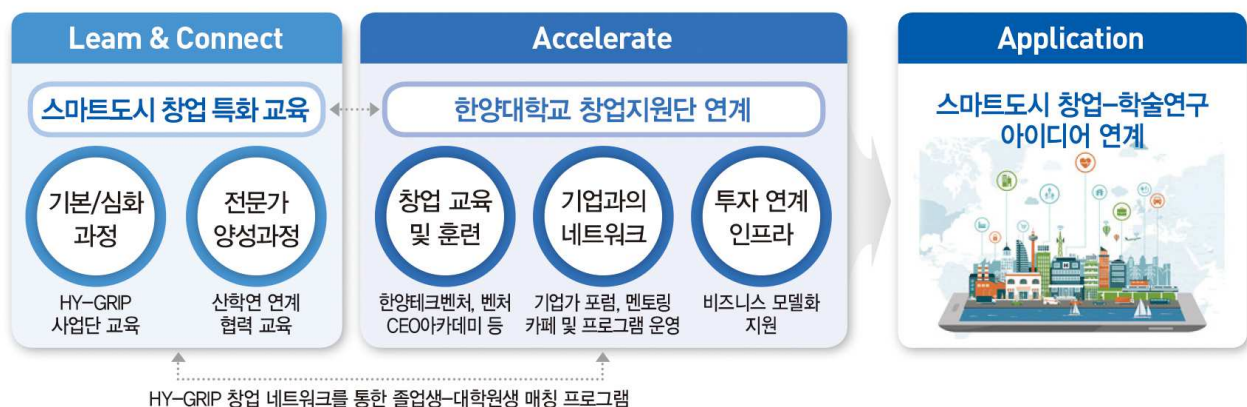 Leam & Connect
스마트도시 창업 특화 교육
기본/심화
과정
HY-GRIP
사업단 교육
전문가
양성과정
산학연 연계
협력 교육
Accelerate
한양대학교 창업지원단 연계
창업 교육
및 훈련
한양테크벤처, 벤처
CEO아카데미 등
기업과의
네트워크
기업가 포럼, 멘토링
카페 및 프로그램 운영
투자 연계
인프라
비즈니스 모델화
지원
Application
스마트도시 창업-학술연구
아이디어 연계
HY-GRIP 창업 네트워크를 통한 졸업생-대학원생 매칭 프로그램